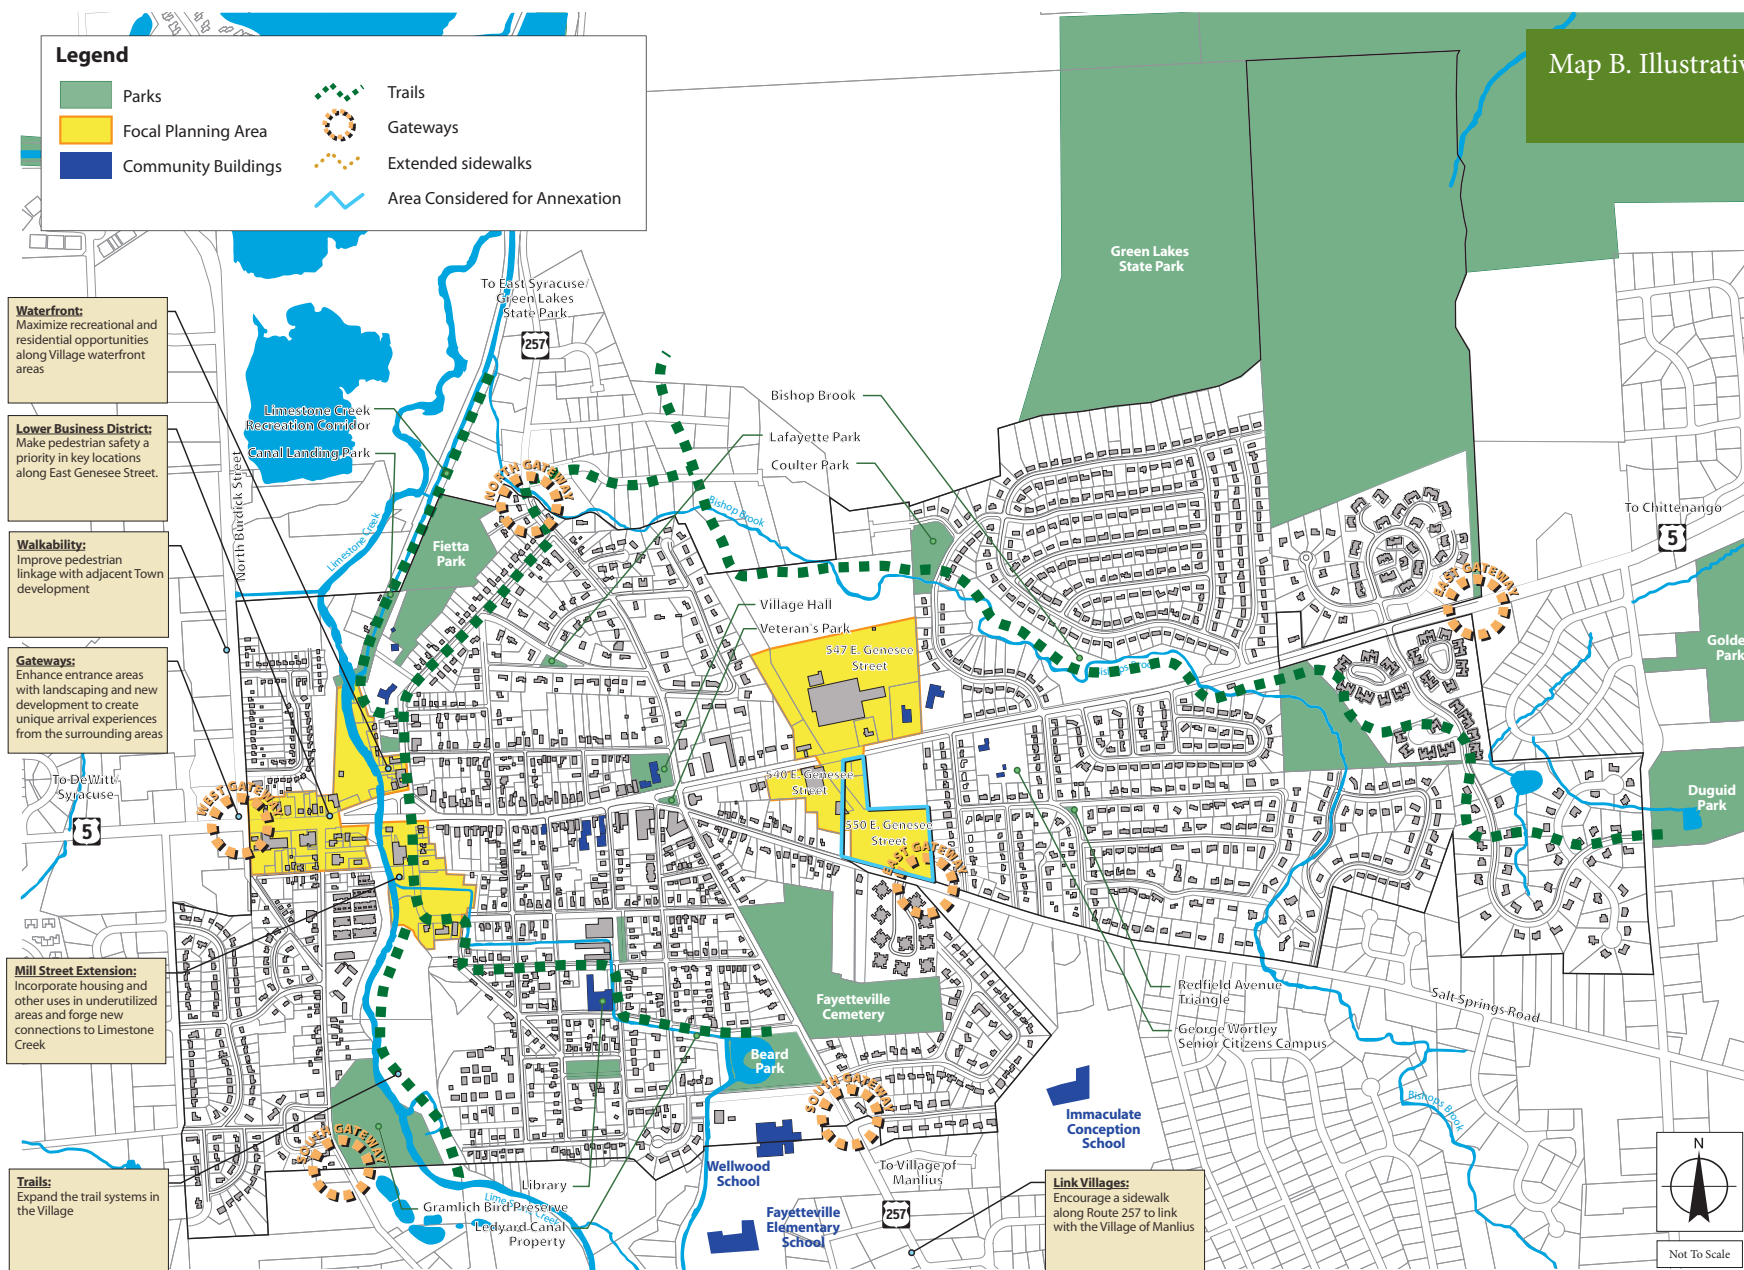 Legend
Parks
Focal Planning Area
Community Buildings
Trails
Gateways
Extended sidewalks
Area Considered for Annexation
Map B. Illustrativ
Waterfront:
Maximize recreational and
residential opportunities
along Village waterfront
areas
Lower Business District:
Make pedestrian safety a
priority in key locations
along East Genesee Street.
Walkability:
Improve pedestrian
linkage with adjacent Town
development
Gateways:
Enhance entrance areas
with landscaping and new
development to create
unique arrival experiences
from the surrounding areas
To DeWitt/
Syracuse
5
WEST GATEWAY
Mill Street Extension:
Incorporate housing and
other uses in underutilized
areas and forge new
connections to Limestone
Creek
Trails:
Expand the trail systems in
the Village
North Burdick Street
To East Syracuse/
Green Lakes
State Park
257
Limestone Creek
Recreation Corridor
Canal Landing Park
Limestone Creek
Fietta
Park
NORTH GATEWAY
Bishop Brook
Lafayette Park
Coulter Park
Bishop Brook
Village Hall
Veteran's Park
547 E. Genesee
Street
540 E. Genesee
Street
550 E. Genesee
Street
EAST GATEWAY
Bishops Brook
Green Lakes
State Park
To Chittenango
5
EAST GATEWAY
Golde
Park
Duguid
Park
Fayetteville
Cemetery
Beard
Park
SOUTH GATEWAY
Redfield Avenue
Triangle
George Wortley
Senior Citizens Campus
Salt Springs Road
Bishops Brook
Immaculate
Conception
School
Wellwood
School
To Village of
Manlius
257
SOUTH GATEWAY
Library
Gramlich Bird Preserve
Ledyard Canal
Property
Limestone Creek
Fayetteville
Elementary
School
Link Villages:
Encourage a sidewalk
along Route 257 to link
with the Village of Manlius
N
Not To Scale